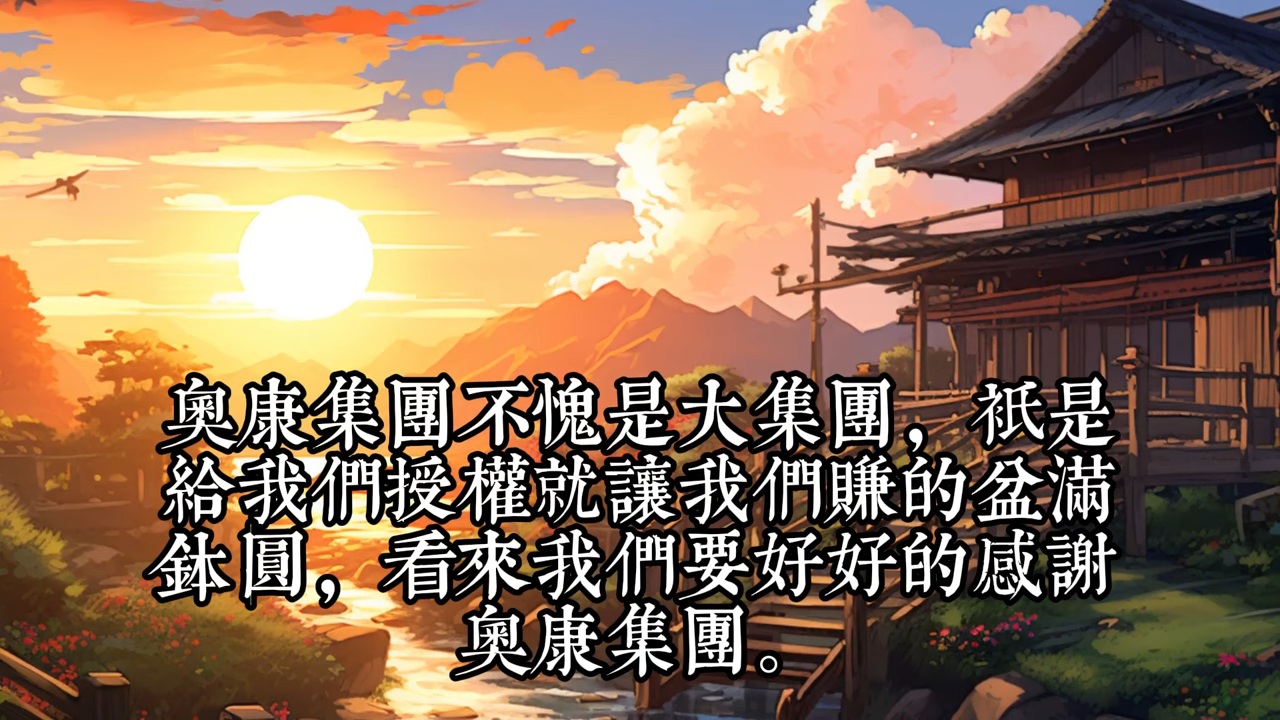 奧康集團不愧是大集團，衹是
給我們授權就讓我們賺的盆滿
鉢圓，看來我們要好好的感謝
奧康集團。